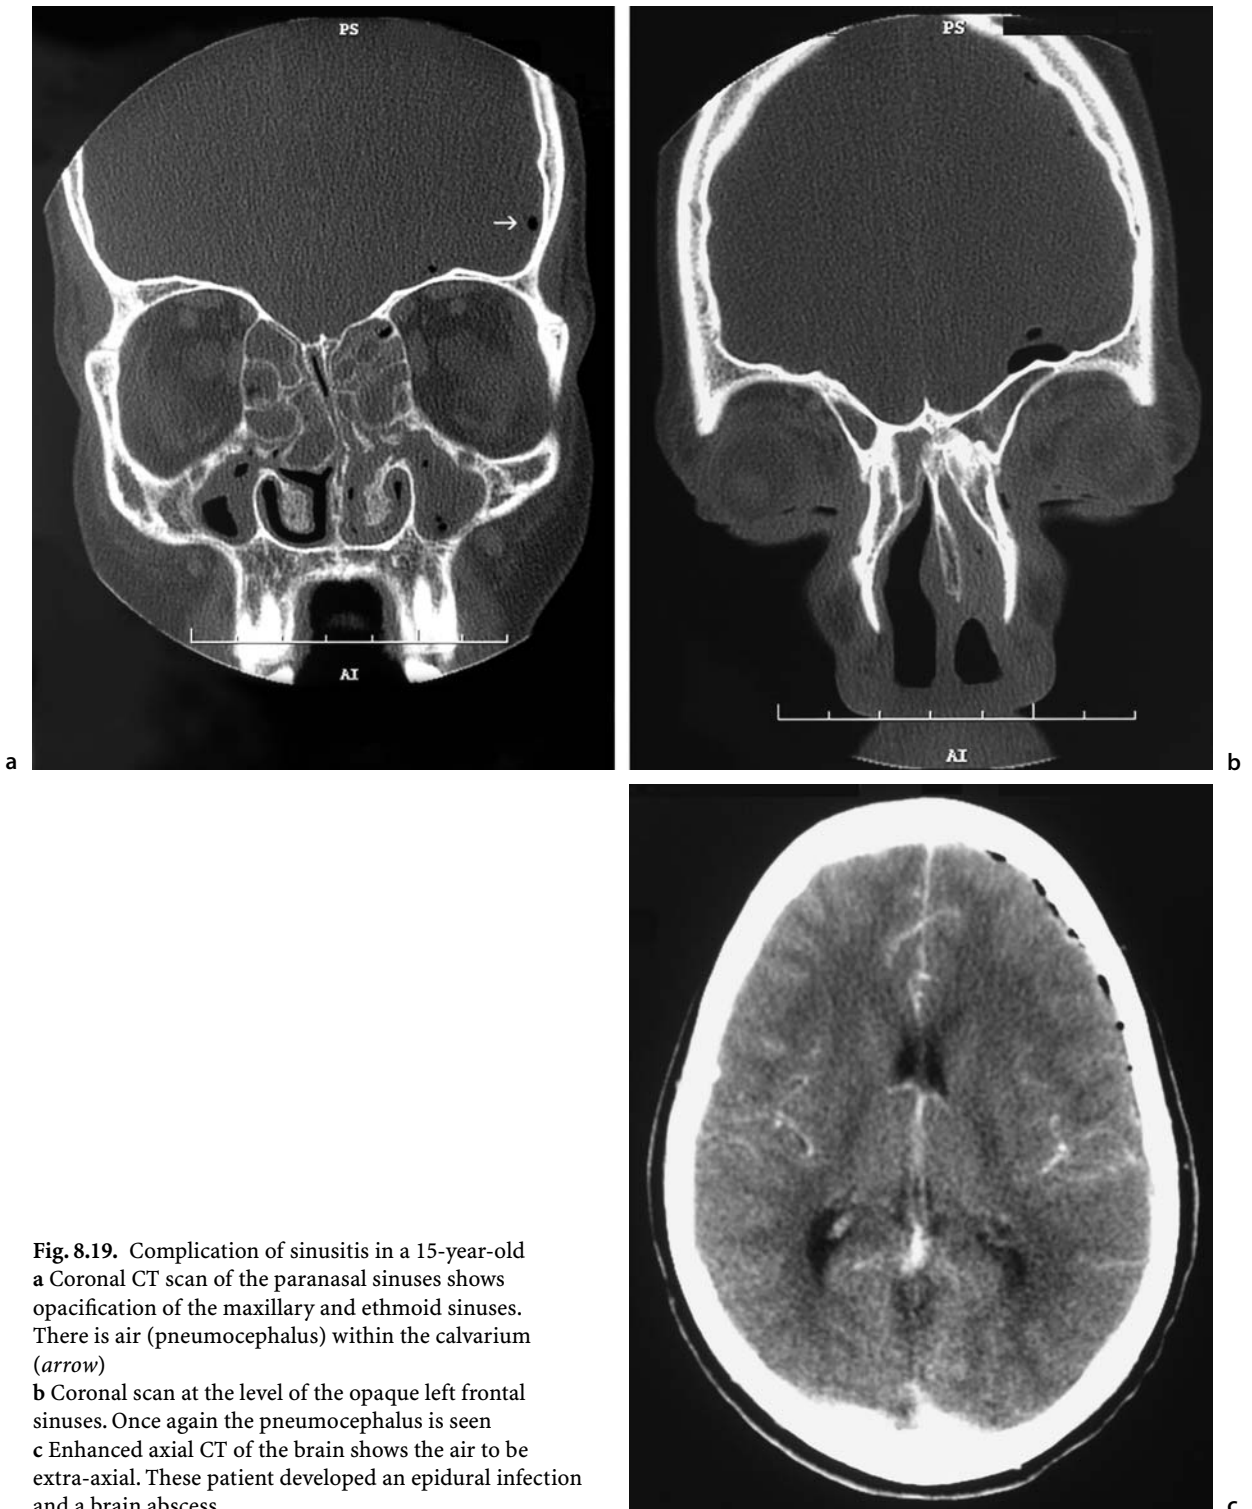 PS
PS
AI
a
AI
b
Fig. 8.19. Complication of sinusitis in a 15-year-old
a Coronal CT scan of the paranasal sinuses shows
opacification of the maxillary and ethmoid sinuses.
There is air (pneumocephalus) within the calvarium
(arrow)
b Coronal scan at the level of the opaque left frontal
sinuses. Once again the pneumocephalus is seen
c Enhanced axial CT of the brain shows the air to be
extra-axial. These patient developed an epidural infection
and a brain abscess
c